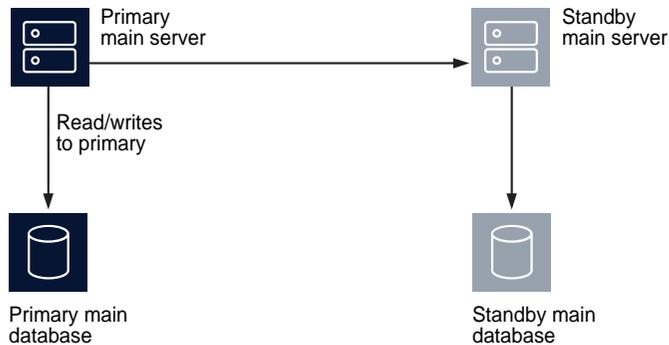 Primary
main server
Standby
main server
Read/writes
to primary
Primary main
database
Standby main
database